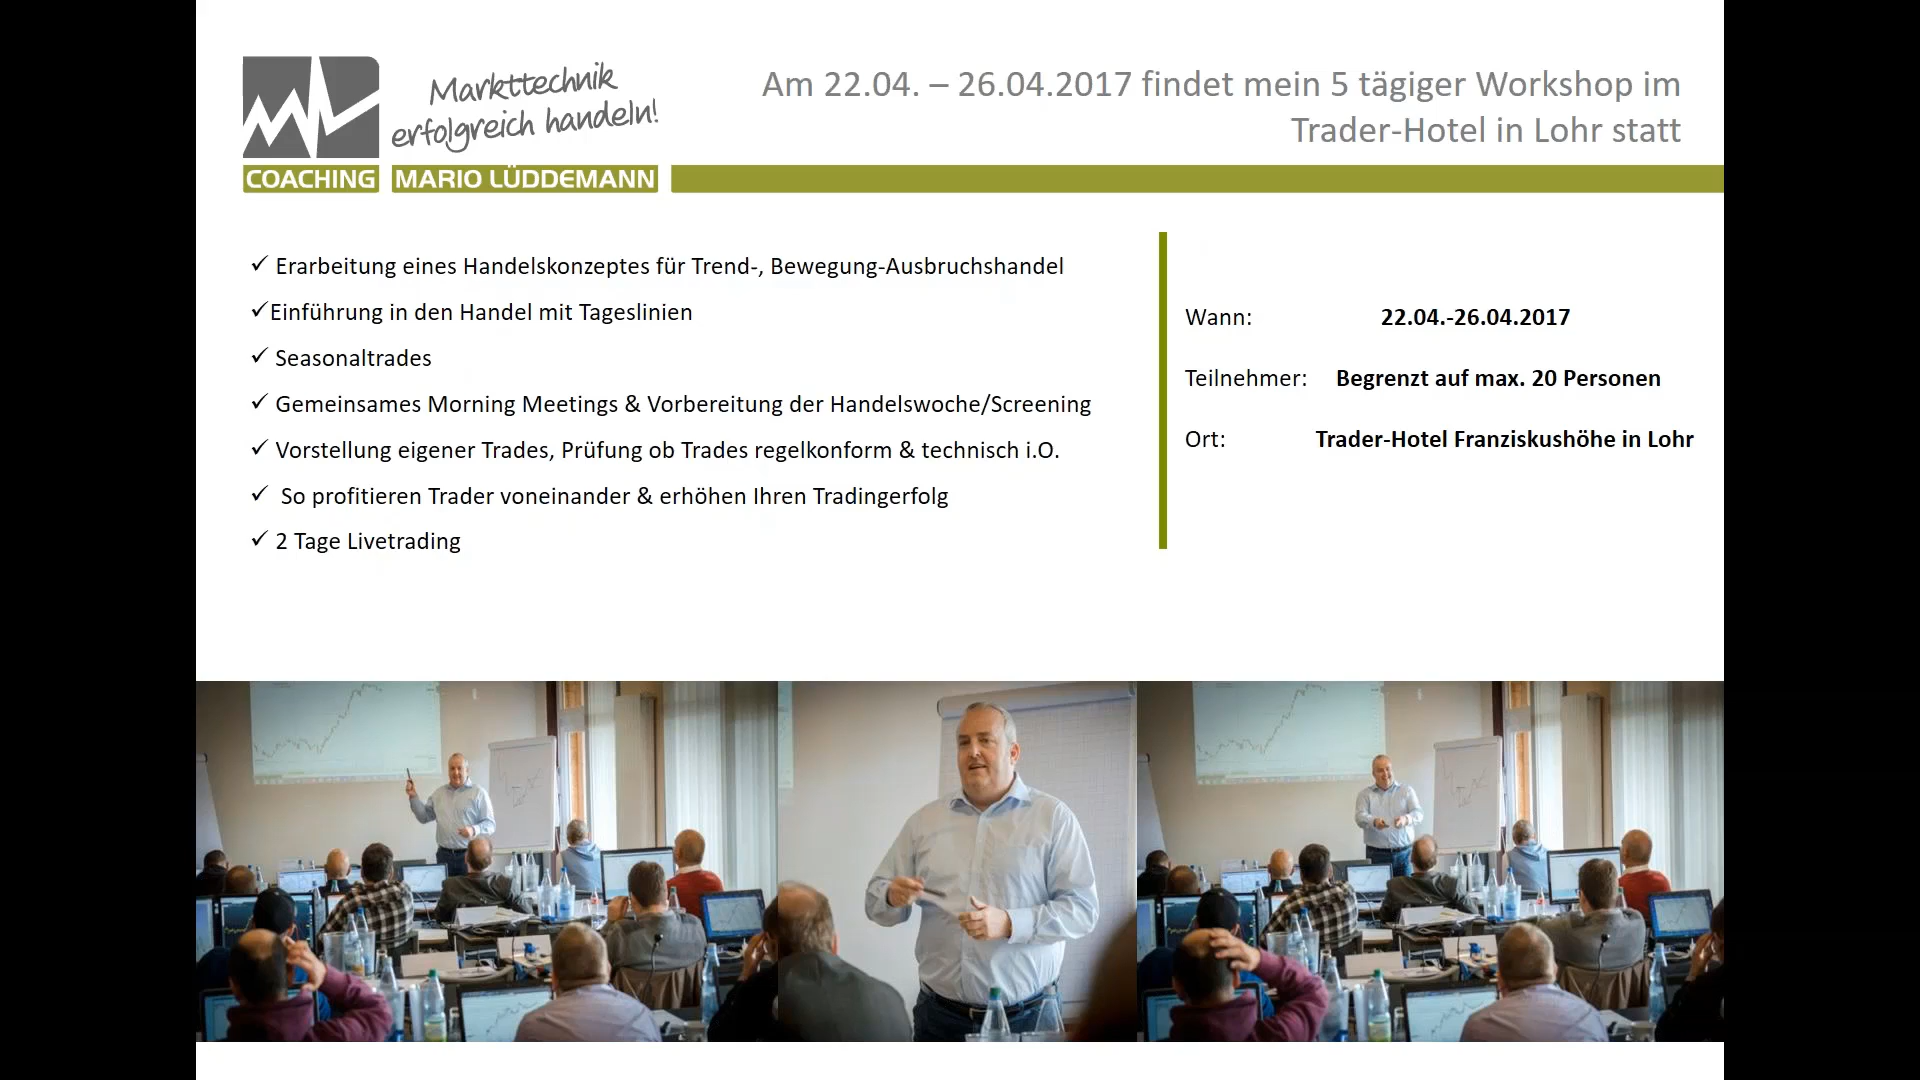 Markttechnik
erfolgreich handeln!
COACHING MARIO LÜDDEMANN
Am 22.04. – 26.04.2017 findet mein 5 tägiger Workshop im
Trader-Hotel in Lohr statt
✓ Erarbeitung eines Handelskonzeptes für Trend-, Bewegung-Ausbruchshandel
✓Einführung in den Handel mit Tageslinien
✓ Seasonaltrades
✓ Gemeinsames Morning Meetings & Vorbereitung der Handelswoche/Screening
✓ Vorstellung eigener Trades, Prüfung ob Trades regelkonform & technisch i.O.
✓ So profitieren Trader voneinander & erhöhen Ihren Tradingerfolg
✓ 2 Tage Livetrading
Wann: 22.04.-26.04.2017
Teilnehmer: Begrenzt auf max. 20 Personen
Ort: Trader-Hotel Franziskushöhe in Lohr